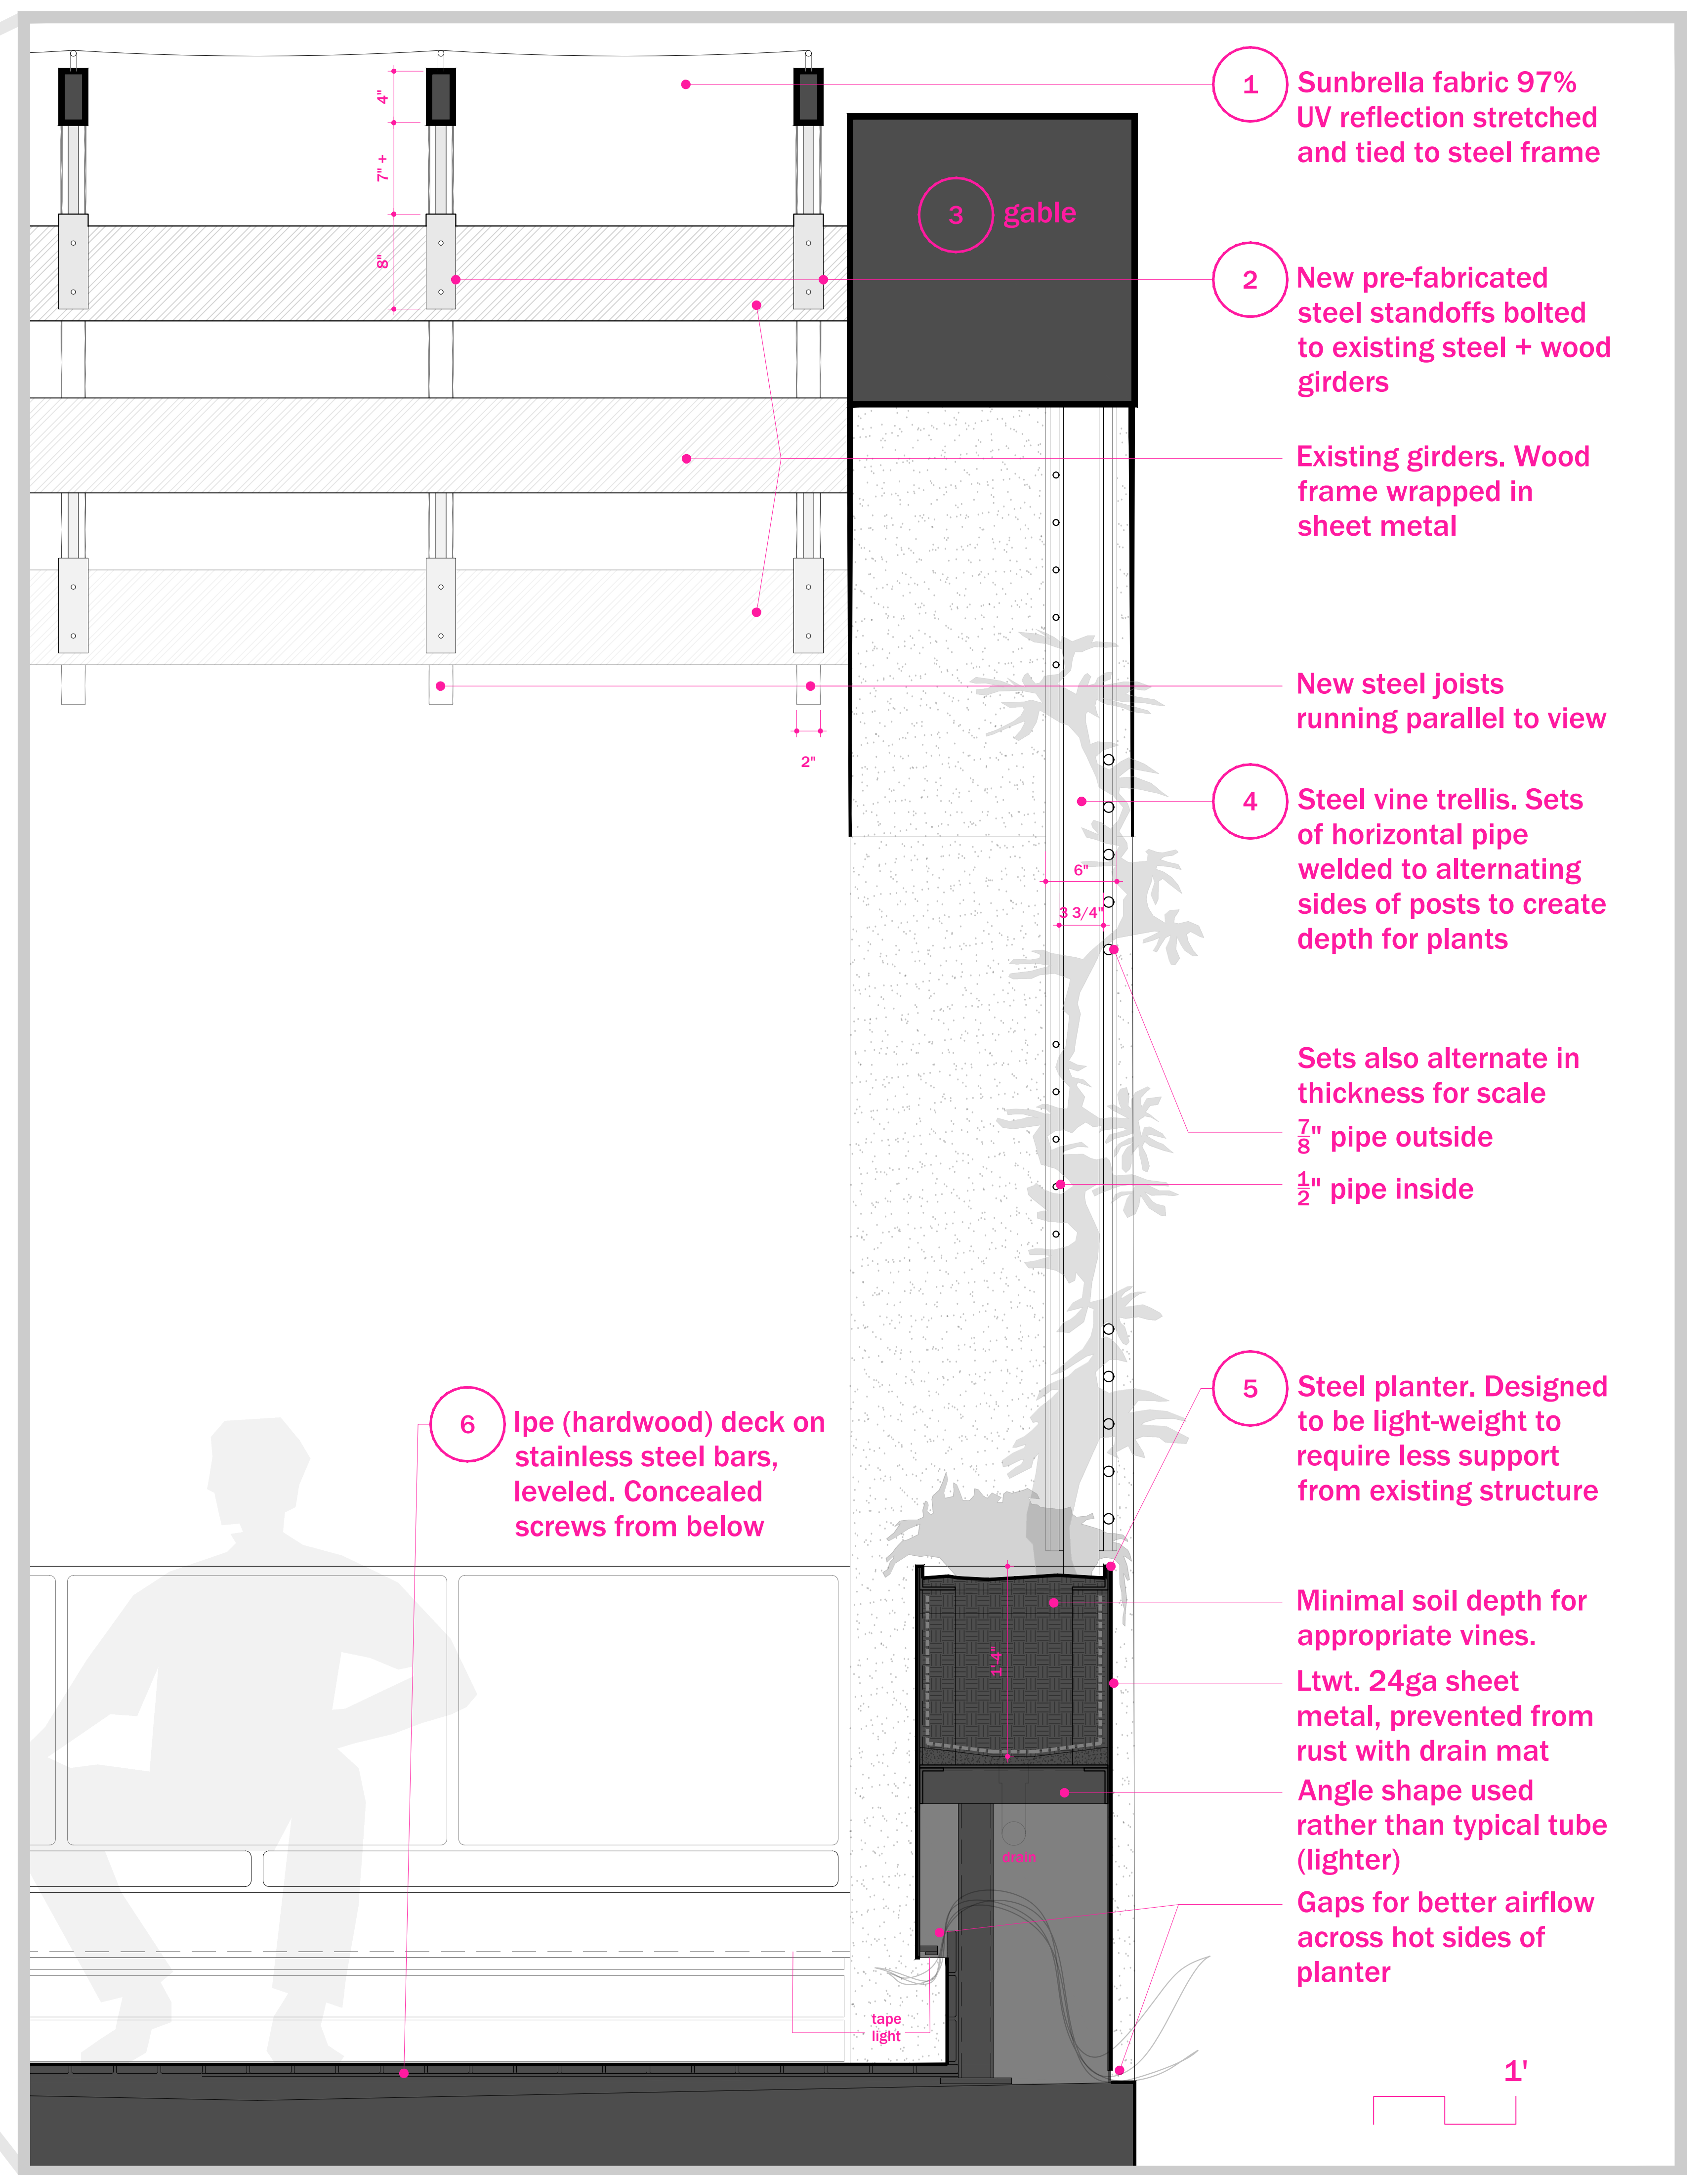 1
Sunbrella fabric 97%
UV reflection stretched
and tied to steel frame
4"
7" +
8"
3
gable
2
New pre-fabricated
steel standoffs bolted
to existing steel + wood
girders
Existing girders. Wood
frame wrapped in
sheet metal
New steel joists
running parallel to view
2"
4
Steel vine trellis. Sets
of horizontal pipe
welded to alternating
sides of posts to create
depth for plants
6"
3 3/4"
Sets also alternate in
thickness for scale
7/8" pipe outside
1/2" pipe inside
5
Steel planter. Designed
to be light-weight to
require less support
from existing structure
6
Ipe (hardwood) deck on
stainless steel bars,
leveled. Concealed
screws from below
Minimal soil depth for
appropriate vines.
1'-4"
Ltwt. 24ga sheet
metal, prevented from
rust with drain mat
Angle shape used
rather than typical tube
(lighter)
drain
Gaps for better airflow
across hot sides of
planter
tape
light
1'